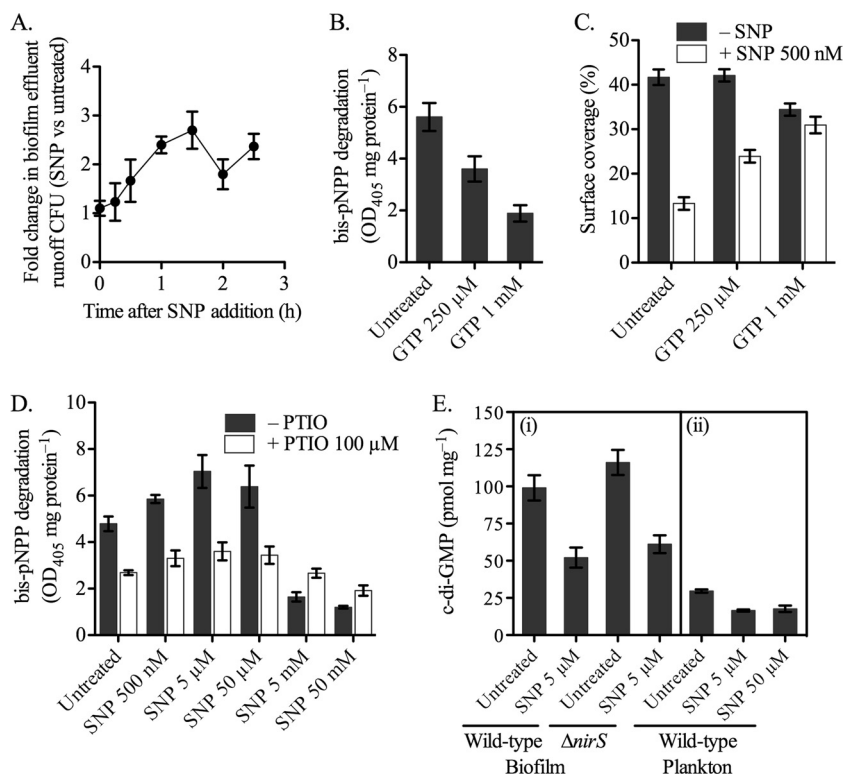 A.
Fold change in biofilm effluent
runoff CFU (SNP vs untreated)
4
3
2
1
0
0
1
2
3
Time after SNP addition (h)
B.
bis-pNPP degradation
(OD₄₀₅ mg protein⁻¹)
8
6
4
2
0
Untreated
GTP 250 µM
GTP 1 mM
C.
– SNP
+ SNP 500 nM
Surface coverage (%)
50
40
30
20
10
0
Untreated
GTP 250 µM
GTP 1 mM
D.
– PTIO
+ PTIO 100 µM
bis-pNPP degradation
(OD₄₀₅ mg protein⁻¹)
10
8
6
4
2
0
Untreated
SNP 500 nM
SNP 5 µM
SNP 50 µM
SNP 5 mM
SNP 50 mM
E.
(i)
(ii)
c-di-GMP (pmol mg⁻¹)
150
125
100
75
50
25
0
Untreated
SNP 5 µM
Untreated
SNP 5 µM
Untreated
SNP 5 µM
SNP 50 µM
Wild-type
ΔnirS
Wild-type
Biofilm
Plankton